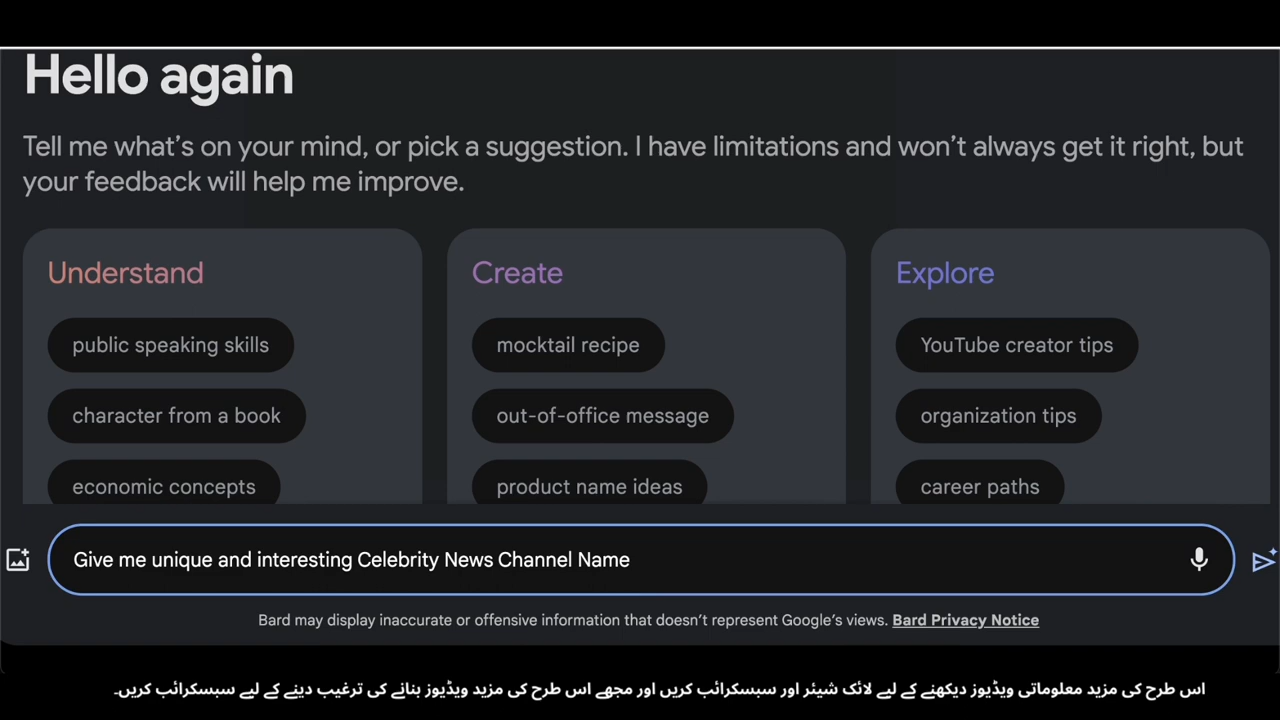 Hello again
Tell me what's on your mind, or pick a suggestion. I have limitations and won't always get it right, but
your feedback will help me improve.
Understand
public speaking skills
character from a book
economic concepts
Create
mocktail recipe
out-of-office message
product name ideas
Explore
YouTube creator tips
organization tips
career paths
Give me unique and interesting Celebrity News Channel Name
Bard may display inaccurate or offensive information that doesn't represent Google's views. Bard Privacy Notice
اس طرح کی مزید معلوماتی ویڈیوز دیکھنے کے لیے لائک شیئر اور سبسکرائب کریں اور مجھے اس طرح کی مزید ویڈیوز بنانے کی ترغیب دینے کے لیے سبسکرائب کریں۔